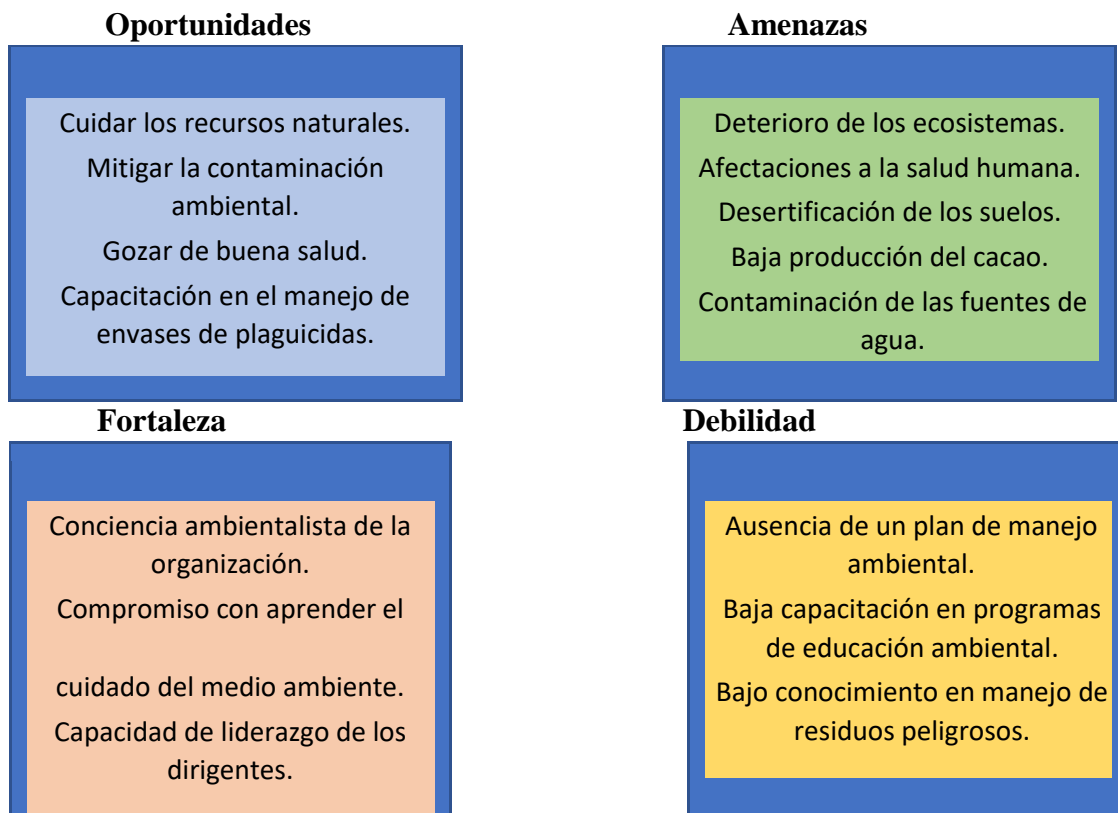 Oportunidades
Cuidar los recursos naturales.
Mitigar la contaminación
ambiental.
Gozar de buena salud.
Capacitación en el manejo de
envases de plaguicidas.
Amenazas
Deterioro de los ecosistemas.
Afectaciones a la salud humana.
Desertificación de los suelos.
Baja producción del cacao.
Contaminación de las fuentes de
agua.
Fortaleza
Conciencia ambientalista de la
organización.
Compromiso con aprender el
cuidado del medio ambiente.
Capacidad de liderazgo de los
dirigentes.
Debilidad
Ausencia de un plan de manejo
ambiental.
Baja capacitación en programas
de educación ambiental.
Bajo conocimiento en manejo de
residuos peligrosos.